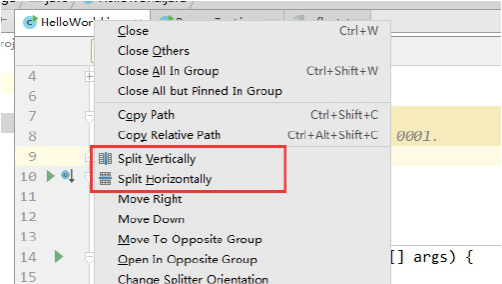 HelloWorld
Close Ctrl+W
Close Others
Close All In Group Ctrl+Shift+W
Close All but Pinned In Group
4
6
Copy Path Ctrl+Shift+C
7
Copy Relative Path Ctrl+Alt+Shift+C
8 0001.
Split Vertically
9
Split Horizontally
10
Move Right
11
Move Down
12
Move To Opposite Group
13
Open In Opposite Group
14 [] args) {
Change Splitter Orientation
15